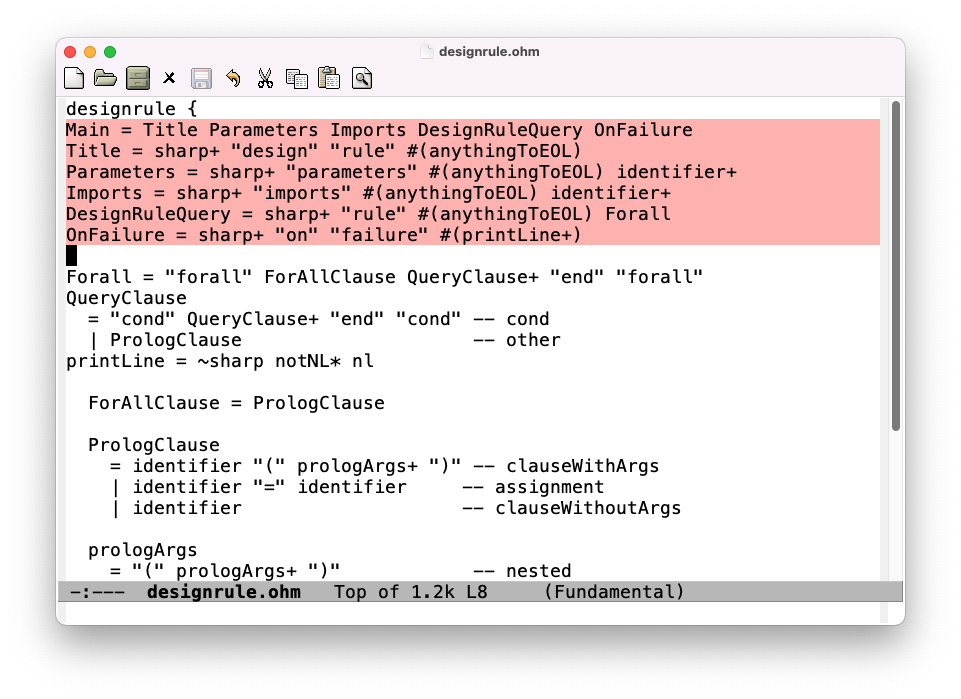 designrule.ohm
designrule {
Main = Title Parameters Imports DesignRuleQuery OnFailure
Title = sharp+ "design" "rule" #(anythingToEOL)
Parameters = sharp+ "parameters" #(anythingToEOL) identifier+
Imports = sharp+ "imports" #(anythingToEOL) identifier+
DesignRuleQuery = sharp+ "rule" #(anythingToEOL) Forall
OnFailure = sharp+ "on" "failure" #(printLine+)
Forall = "forall" ForAllClause QueryClause+ "end" "forall"
QueryClause
  = "cond" QueryClause+ "end" "cond" -- cond
  | PrologClause                     -- other
printLine = ~sharp notNL* nl
  ForAllClause = PrologClause
  PrologClause
    = identifier "(" prologArgs+ ")" -- clauseWithArgs
    | identifier "=" identifier     -- assignment
    | identifier                    -- clauseWithoutArgs
  prologArgs
    = "(" prologArgs+ ")"            -- nested
-:---  designrule.ohm   Top of 1.2k L8     (Fundamental)